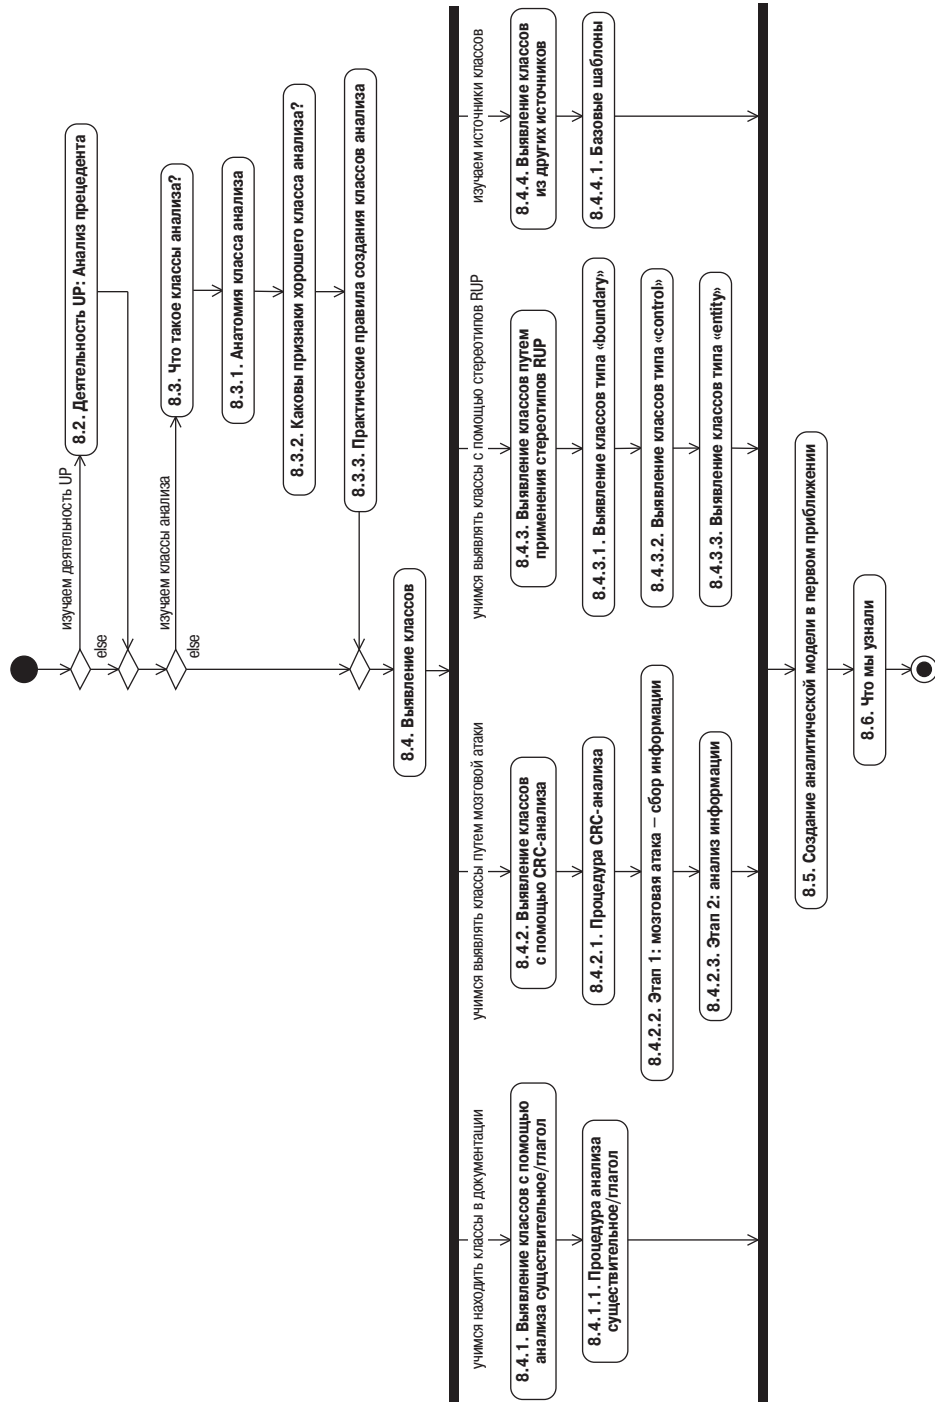 изучаем деятельность UP
8.2. Деятельность UP: Анализ прецедента
else
изучаем классы анализа
8.3. Что такое классы анализа?
else
8.3.1. Анатомия класса анализа
8.3.2. Каковы признаки хорошего класса анализа?
8.3.3. Практические правила создания классов анализа
8.4. Выявление классов
учимся находить классы в документации
8.4.1. Выявление классов с помощью
анализа существительное/глагол
8.4.1.1. Процедура анализа
существительное/глагол
учимся выявлять классы путем мозговой атаки
8.4.2. Выявление классов
с помощью CRC-анализа
8.4.2.1. Процедура CRC-анализа
8.4.2.2. Этап 1: мозговая атака – сбор информации
8.4.2.3. Этап 2: анализ информации
учимся выявлять классы с помощью стереотипов RUP
8.4.3. Выявление классов путем
применения стереотипов RUP
8.4.3.1. Выявление классов типа «boundary»
8.4.3.2. Выявление классов типа «control»
8.4.3.3. Выявление классов типа «entity»
изучаем источники классов
8.4.4. Выявление классов
из других источников
8.4.4.1. Базовые шаблоны
8.5. Создание аналитической модели в первом приближении
8.6. Что мы узнали